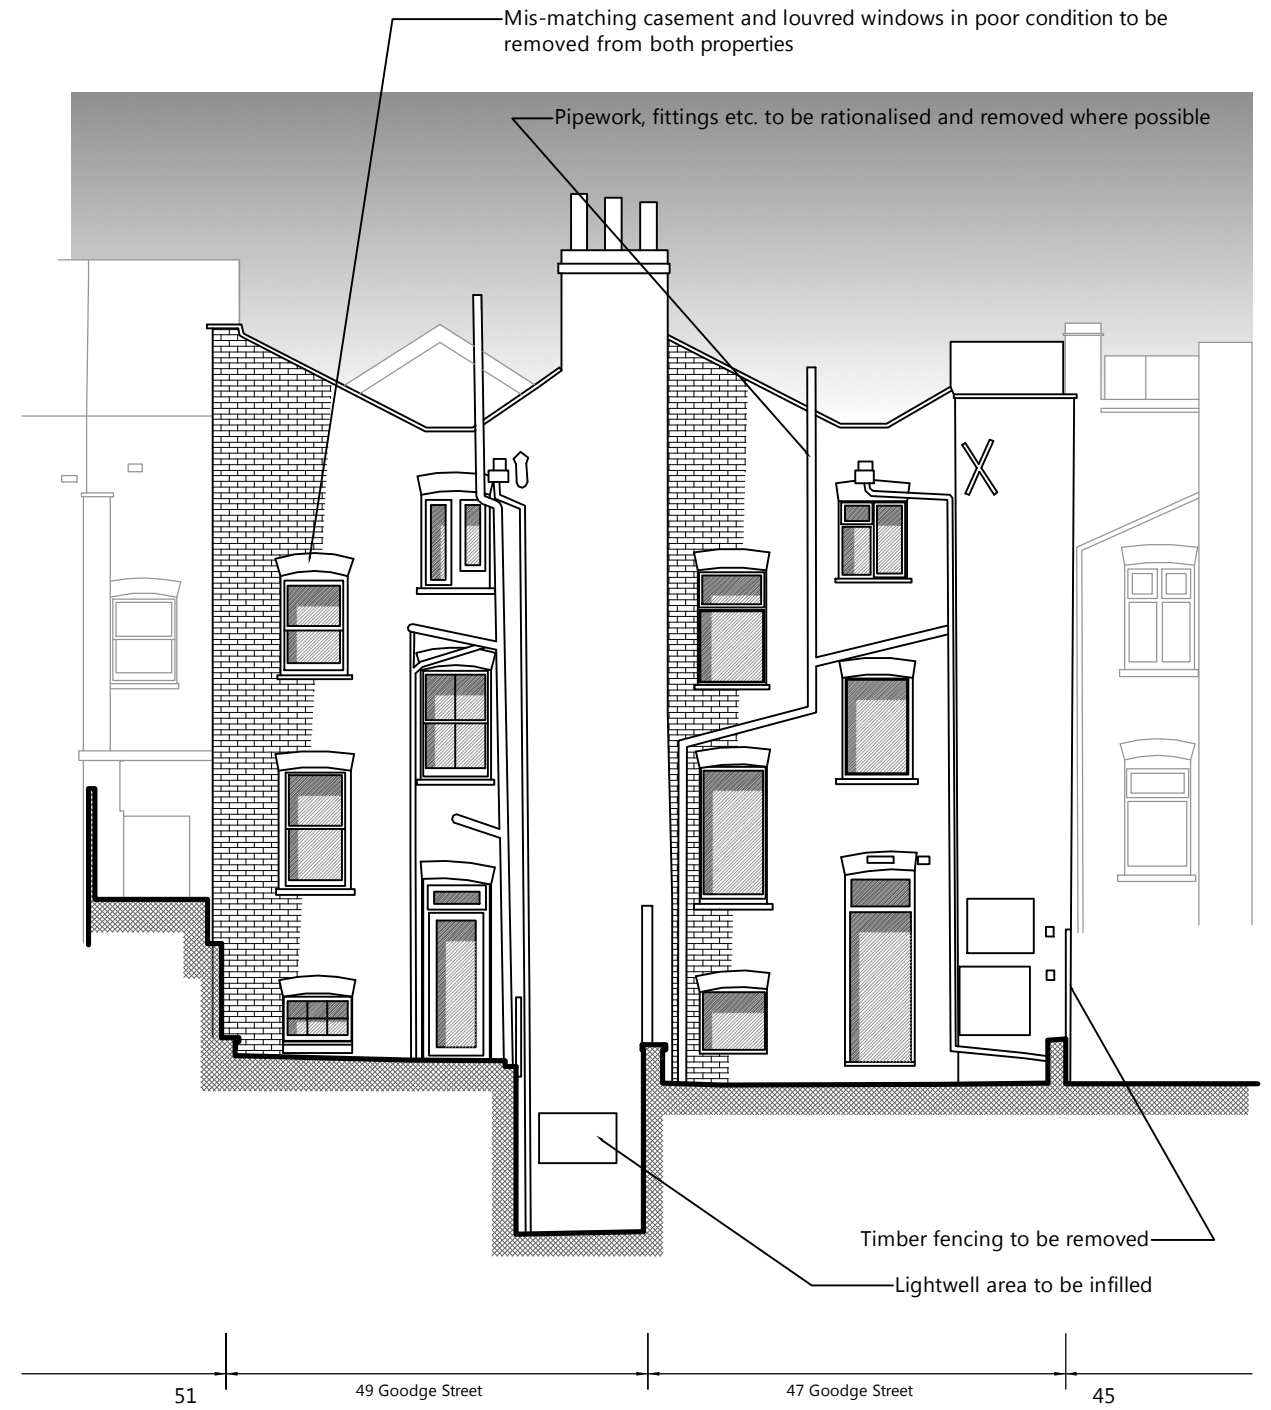 Mis-matching casement and louvred windows in poor condition to be
removed from both properties
Pipework, fittings etc. to be rationalised and removed where possible
Timber fencing to be removed
Lightwell area to be infilled
51
49 Goodge Street
47 Goodge Street
45